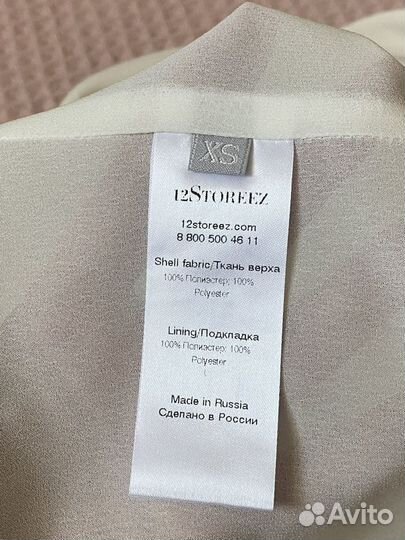 XS
12STOREEZ
12storeez.com
8 800 500 46 11
Shell fabric/Ткань верха
100% Полиэстер; 100%
Polyester
Lining/Подкладка
100% Полиэстер; 100%
Polyester
Made in Russia
Сделано в России
Avito